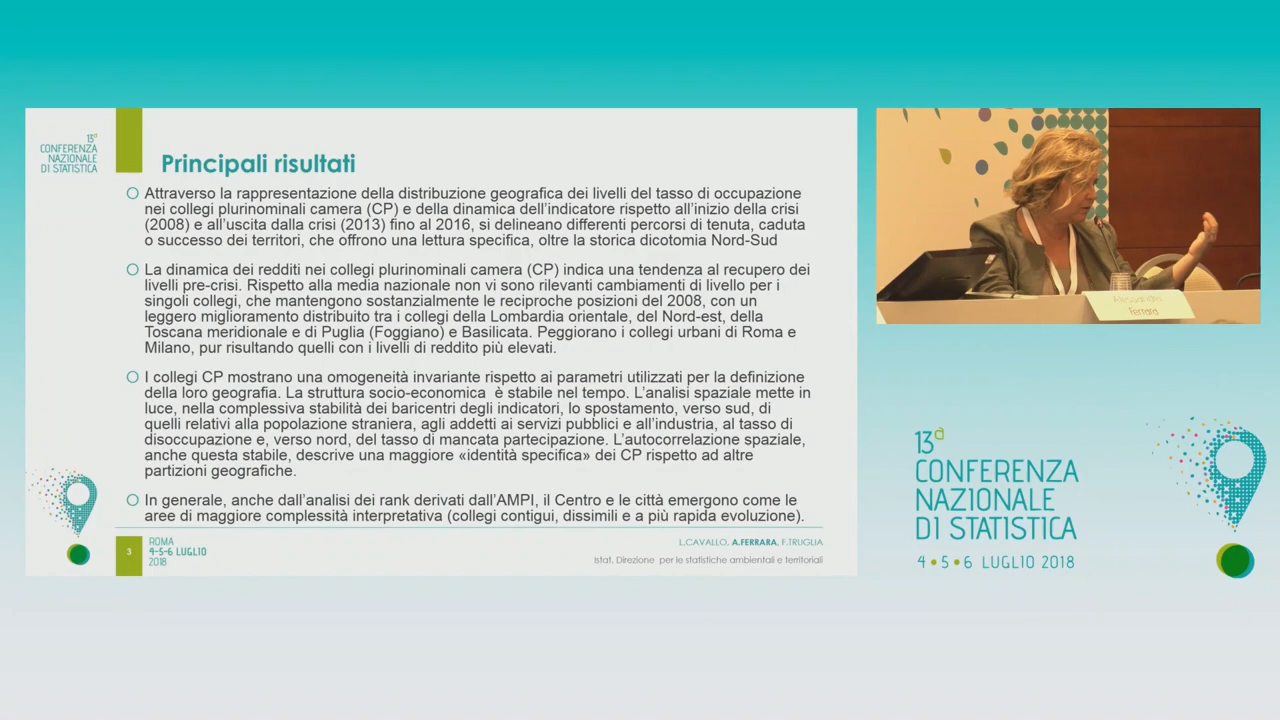 13a
CONFERENZA
NAZIONALE
DI STATISTICA
Principali risultati
Attraverso la rappresentazione della distribuzione geografica dei livelli del tasso di occupazione
nei collegi plurinominali camera (CP) e della dinamica dell'indicatore rispetto all'inizio della crisi
(2008) e all'uscita dalla crisi (2013) fino al 2016, si delineano differenti percorsi di tenuta, caduta
o successo dei territori, che offrono una lettura specifica, oltre la storica dicotomia Nord-Sud
La dinamica dei redditi nei collegi plurinominali camera (CP) indica una tendenza al recupero dei
livelli pre-crisi. Rispetto alla media nazionale non vi sono rilevanti cambiamenti di livello per i
singoli collegi, che mantengono sostanzialmente le reciproche posizioni del 2008, con un
leggero miglioramento distribuito tra i collegi della Lombardia orientale, del Nord-est, della
Toscana meridionale e di Puglia (Foggiano) e Basilicata. Peggiorano i collegi urbani di Roma e
Milano, pur risultando quelli con i livelli di reddito più elevati.
I collegi CP mostrano una omogeneità invariante rispetto ai parametri utilizzati per la definizione
della loro geografia. La struttura socio-economica è stabile nel tempo. L'analisi spaziale mette in
luce, nella complessiva stabilità dei baricentri degli indicatori, lo spostamento, verso sud, di
quelli relativi alla popolazione straniera, agli addetti ai servizi pubblici e all'industria, al tasso di
disoccupazione e, verso nord, del tasso di mancata partecipazione. L'autocorrelazione spaziale,
anche questa stabile, descrive una maggiore «identità specifica» dei CP rispetto ad altre
partizioni geografiche.
In generale, anche dall'analisi dei rank derivati dall'AMPI, il Centro e le città emergono come le
aree di maggiore complessità interpretativa (collegi contigui, dissimili e a più rapida evoluzione).
3
ROMA
4-5-6 LUGLIO
2018
L.CAVALLO, A.FERRARA, F.TRUGLIA
Istat, Direzione per le statistiche ambientali e territoriali
Alessandra
Ferrara
13a
CONFERENZA
NAZIONALE
DI STATISTICA
4 • 5 • 6 LUGLIO 2018